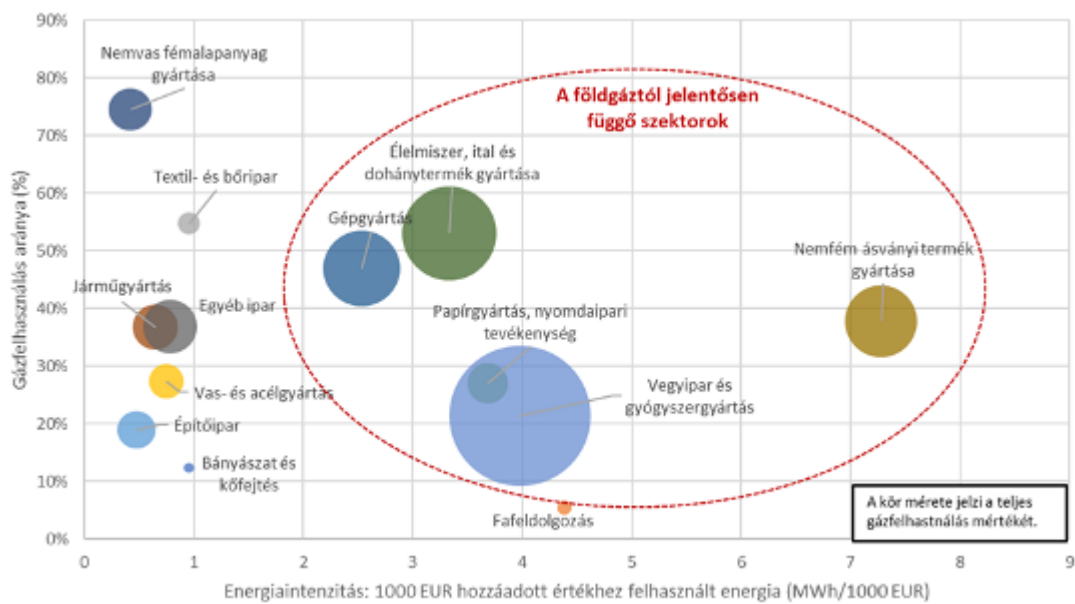 90%
80%
70%
60%
50%
40%
30%
20%
10%
0%
Gázfelhasználás aránya (%)
Nemvas fémalapanyag
gyártása
Textil- és bőripar
Járműgyártás
Egyéb ipar
Vas- és acélgyártás
Építőipar
Bányászat és
kőfejtés
A földgáztól jelentősen
függő szektorok
Élelmiszer, ital és
dohánytermék gyártása
Gépgyártás
Nemfém ásványi termék
gyártása
Papírgyártás, nyomdaipari
tevékenység
Vegyipar és
gyógyszergyártás
Fafeldolgozás
A kör mérete jelzi a teljes
gázfelhastnálás mértékét.
0 1 2 3 4 5 6 7 8 9
Energiaintenzitás: 1000 EUR hozzáadott értékhez felhasznált energia (MWh/1000 EUR)